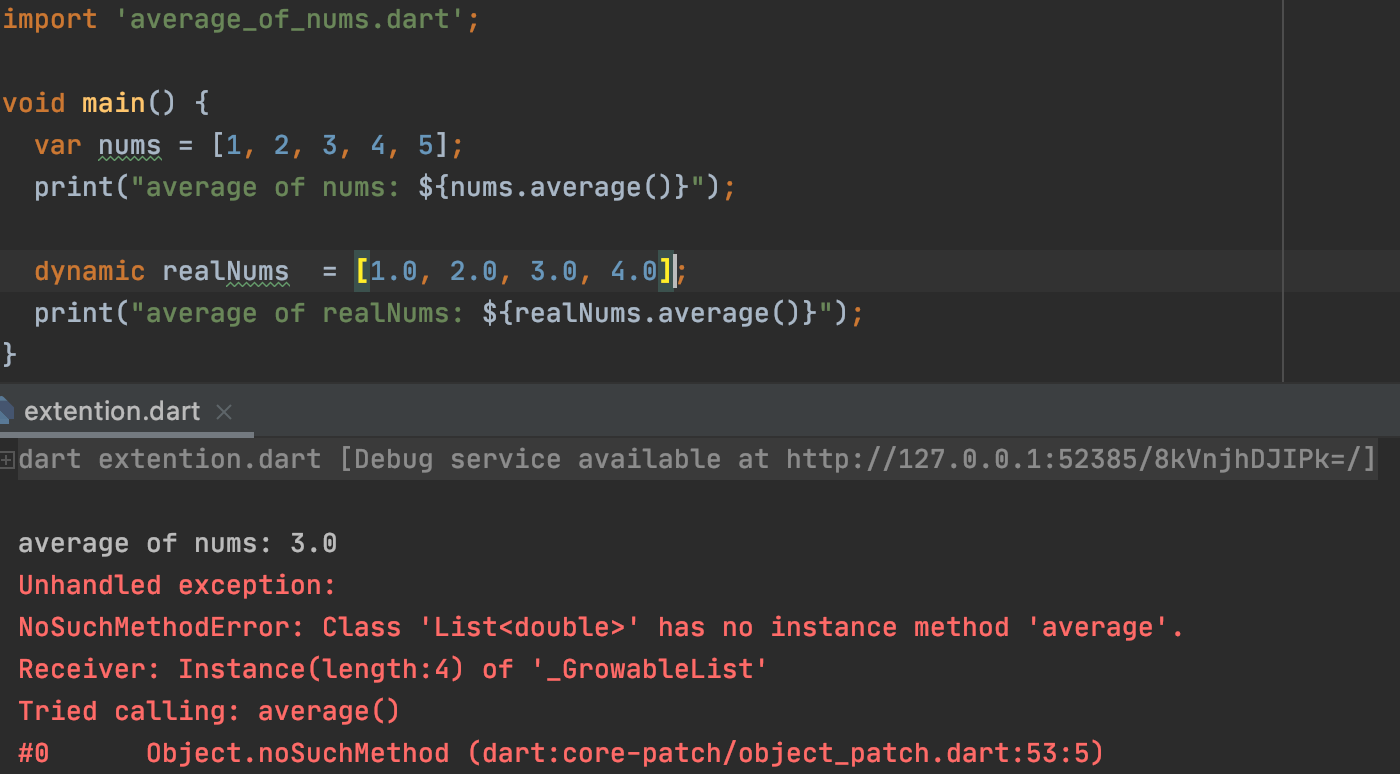 import 'average_of_nums.dart';
void main() {
  var nums = [1, 2, 3, 4, 5];
  print("average of nums: ${nums.average()}");
  dynamic realNums  = [1.0, 2.0, 3.0, 4.0];
  print("average of realNums: ${realNums.average()}");
}
extention.dart ×
dart extention.dart [Debug service available at http://127.0.0.1:52385/8kVnjhDJIPk=/]
average of nums: 3.0
Unhandled exception:
NoSuchMethodError: Class 'List<double>' has no instance method 'average'.
Receiver: Instance(length:4) of '_GrowableList'
Tried calling: average()
#0      Object.noSuchMethod (dart:core-patch/object_patch.dart:53:5)